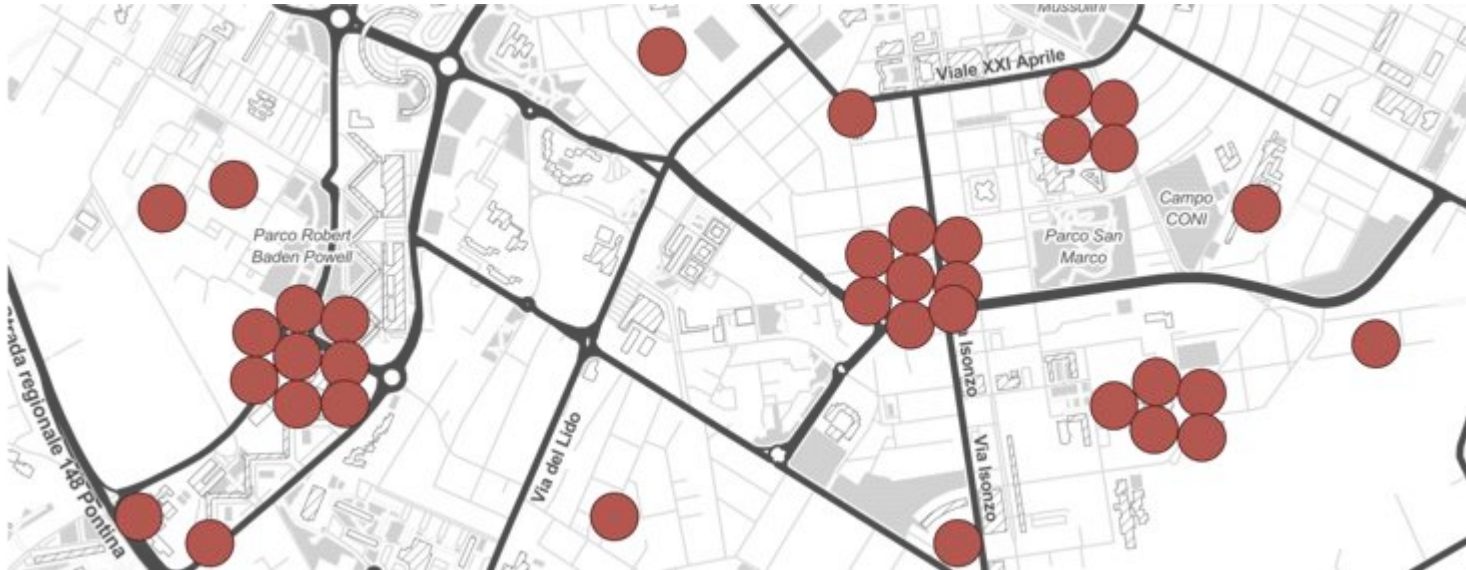 Mussolini
Viale XXI Aprile
Campo
CONI
Parco Robert
Baden Powell
Parco San
Marco
Strada regionale 148 Pontina
Isonzo
Via del Lido
Via Isonzo